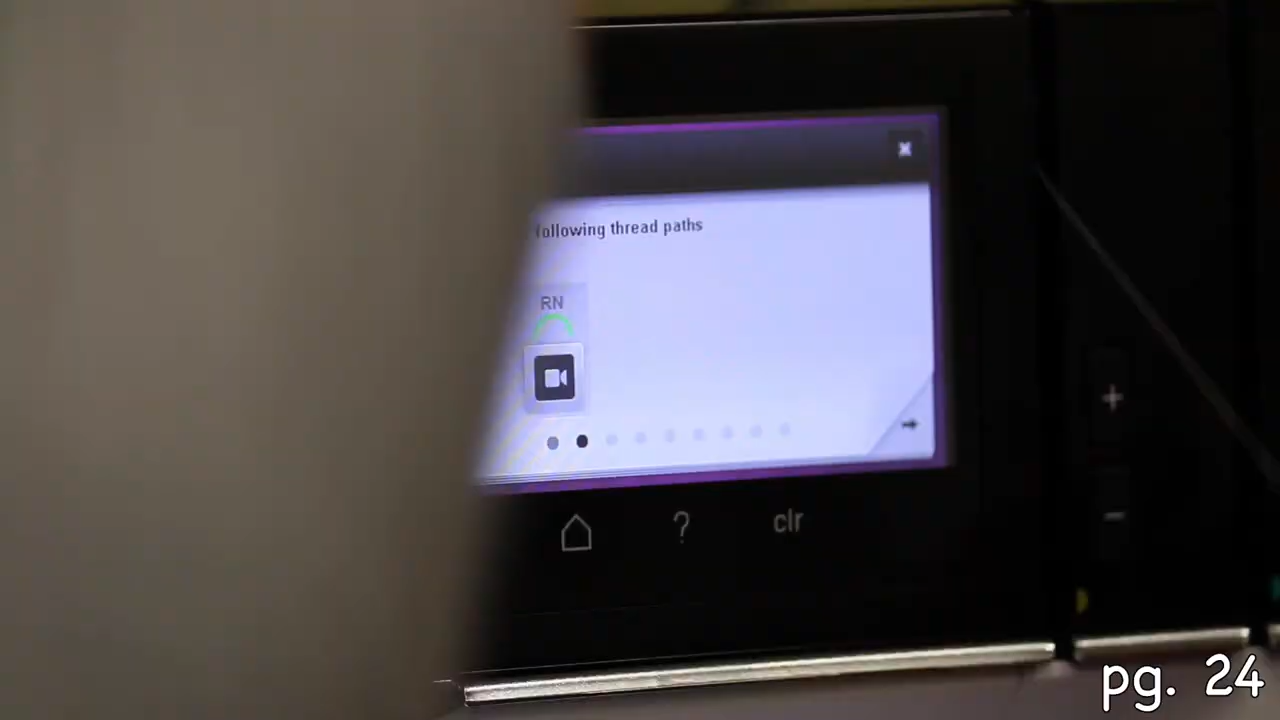 following thread paths
RN
?
clr
+
-
pg. 24